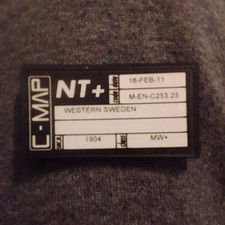 C-MAP
NT+
16-FEB-11
M-EN-C253.25
WESTERN SWEDEN
1904
MW+